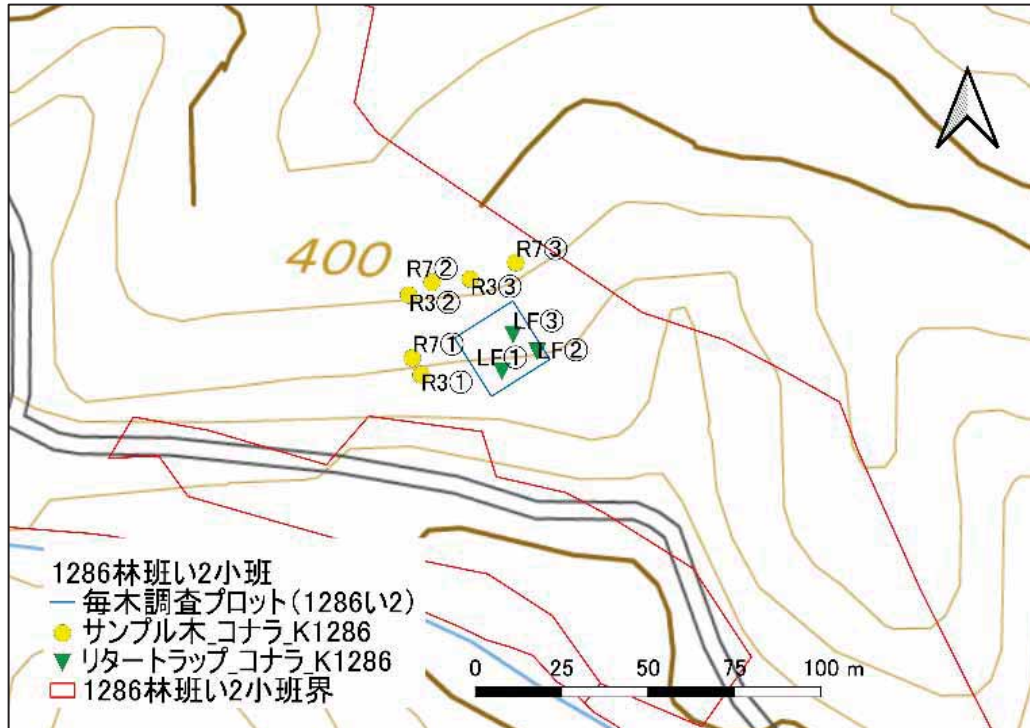 400
R7③
R7②
R3③
R3②
LF③
R7①
LF①
LF②
R3①
1286林班い2小班
毎木調査プロット(1286い2)
サンプル木_コナラ_K1286
リタートラップ_コナラ_K1286
1286林班い2小班界
0 25 50 75 100 m